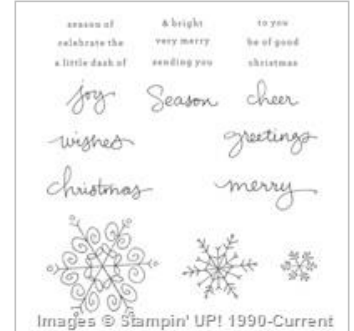 season of & bright to you
celebrate the very merry be of good
a little dash of sending you christmas
joy Season cheer
wishes greetings
christmas merry
Images © Stampin' UP! 1990-Current